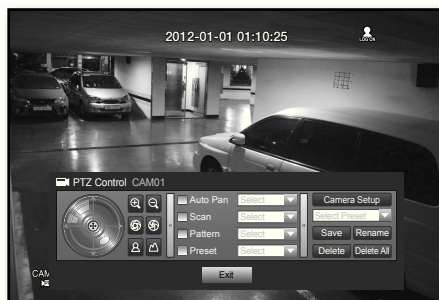 2012-01-01 01:10:25
LOG ON
PTZ Control CAM01
Auto Pan Select
Camera Setup
Scan Select
Select Preset
Pattern Select
Save Rename
Preset Select
Delete Delete All
Exit
CAM